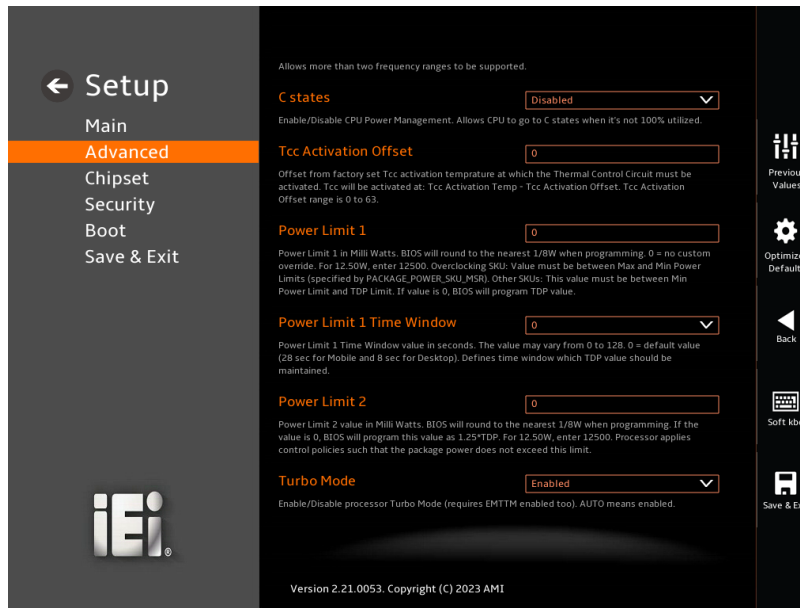 Setup
Main
Advanced
Chipset
Security
Boot
Save & Exit
iEi®
Allows more than two frequency ranges to be supported.
C states
Disabled
Enable/Disable CPU Power Management. Allows CPU to go to C states when it's not 100% utilized.
Tcc Activation Offset
0
Offset from factory set Tcc activation temprature at which the Thermal Control Circuit must be
activated. Tcc will be activated at: Tcc Activation Temp - Tcc Activation Offset. Tcc Activation
Offset range is 0 to 63.
Power Limit 1
0
Power Limit 1 in Milli Watts. BIOS will round to the nearest 1/8W when programming. 0 = no custom
override. For 12.50W, enter 12500. Overclocking SKU: Value must be between Max and Min Power
Limits (specified by PACKAGE_POWER_SKU_MSR). Other SKUs: This value must be between Min
Power Limit and TDP Limit. If value is 0, BIOS will program TDP value.
Power Limit 1 Time Window
0
Power Limit 1 Time Window value in seconds. The value may vary from 0 to 128. 0 = default value
(28 sec for Mobile and 8 sec for Desktop). Defines time window which TDP value should be
maintained.
Power Limit 2
0
Power Limit 2 value in Milli Watts. BIOS will round to the nearest 1/8W when programming. If the
value is 0, BIOS will program this value as 1.25*TDP. For 12.50W, enter 12500. Processor applies
control policies such that the package power does not exceed this limit.
Turbo Mode
Enabled
Enable/Disable processor Turbo Mode (requires EMTTM enabled too). AUTO means enabled.
Version 2.21.0053. Copyright (C) 2023 AMI
Previou
Values
Optimize
Default
Back
Soft kb
Save & E